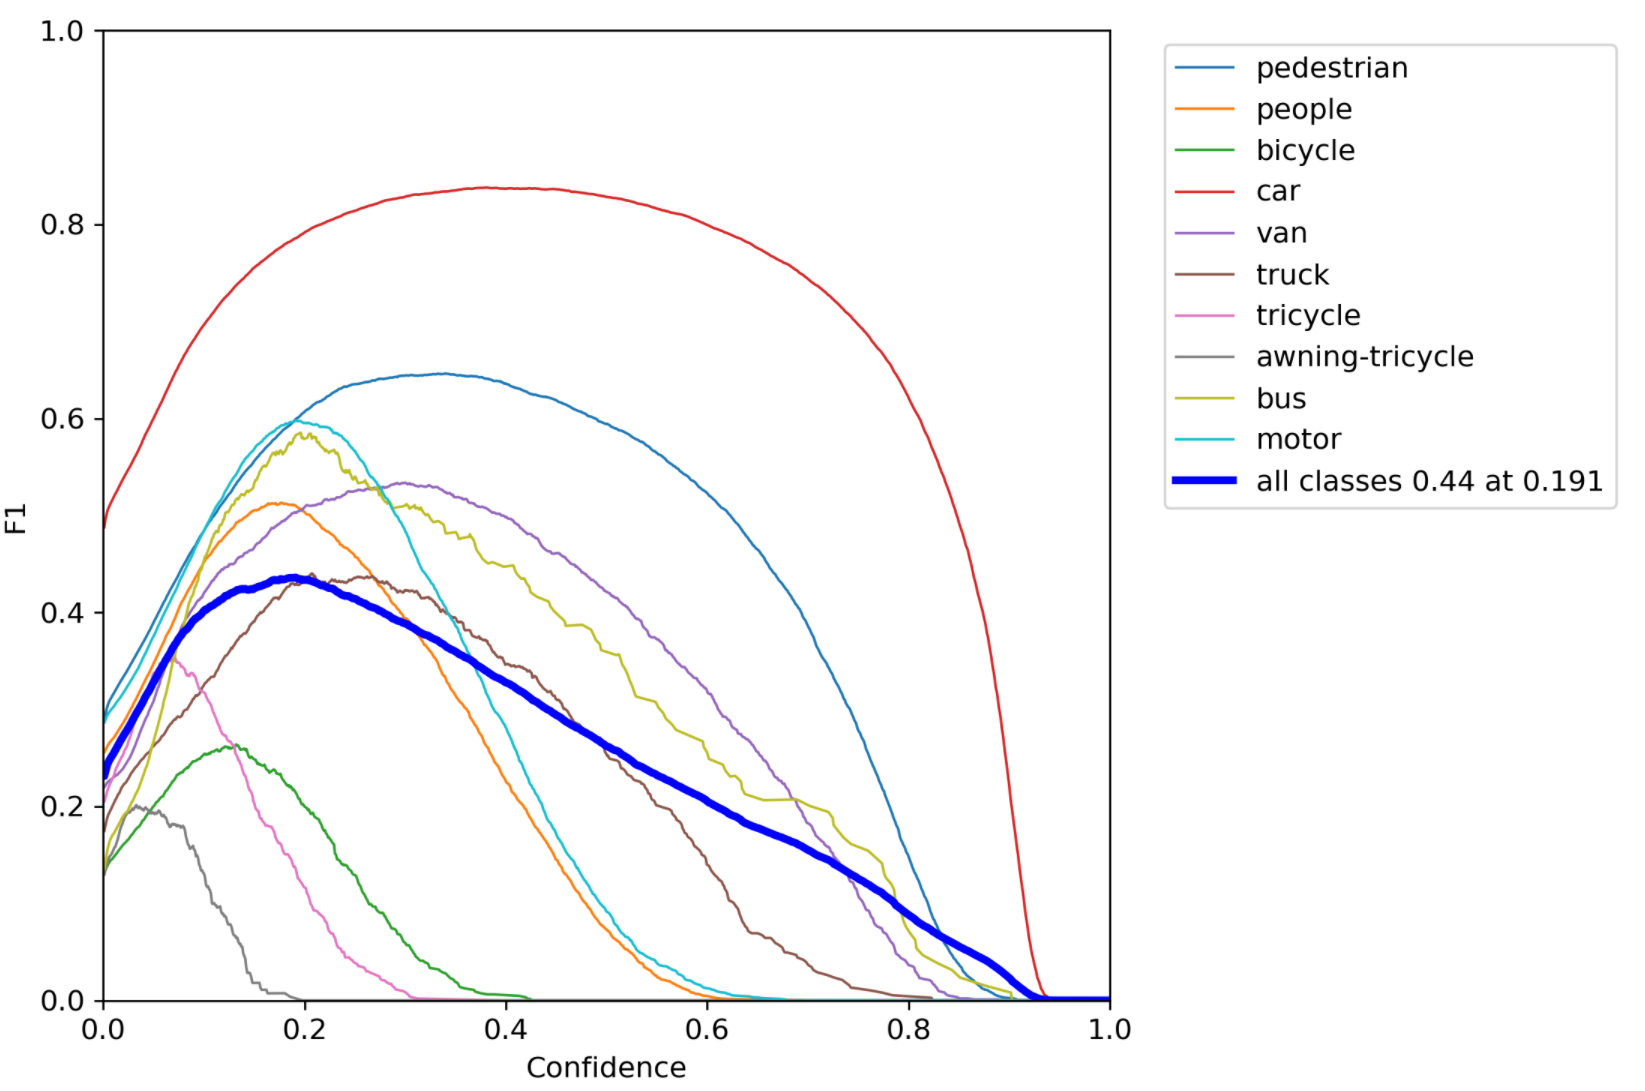 1.0
0.8
0.6
0.4
0.2
0.0
F1
0.0 0.2 0.4 0.6 0.8 1.0
Confidence
pedestrian
people
bicycle
car
van
truck
tricycle
awning-tricycle
bus
motor
all classes 0.44 at 0.191